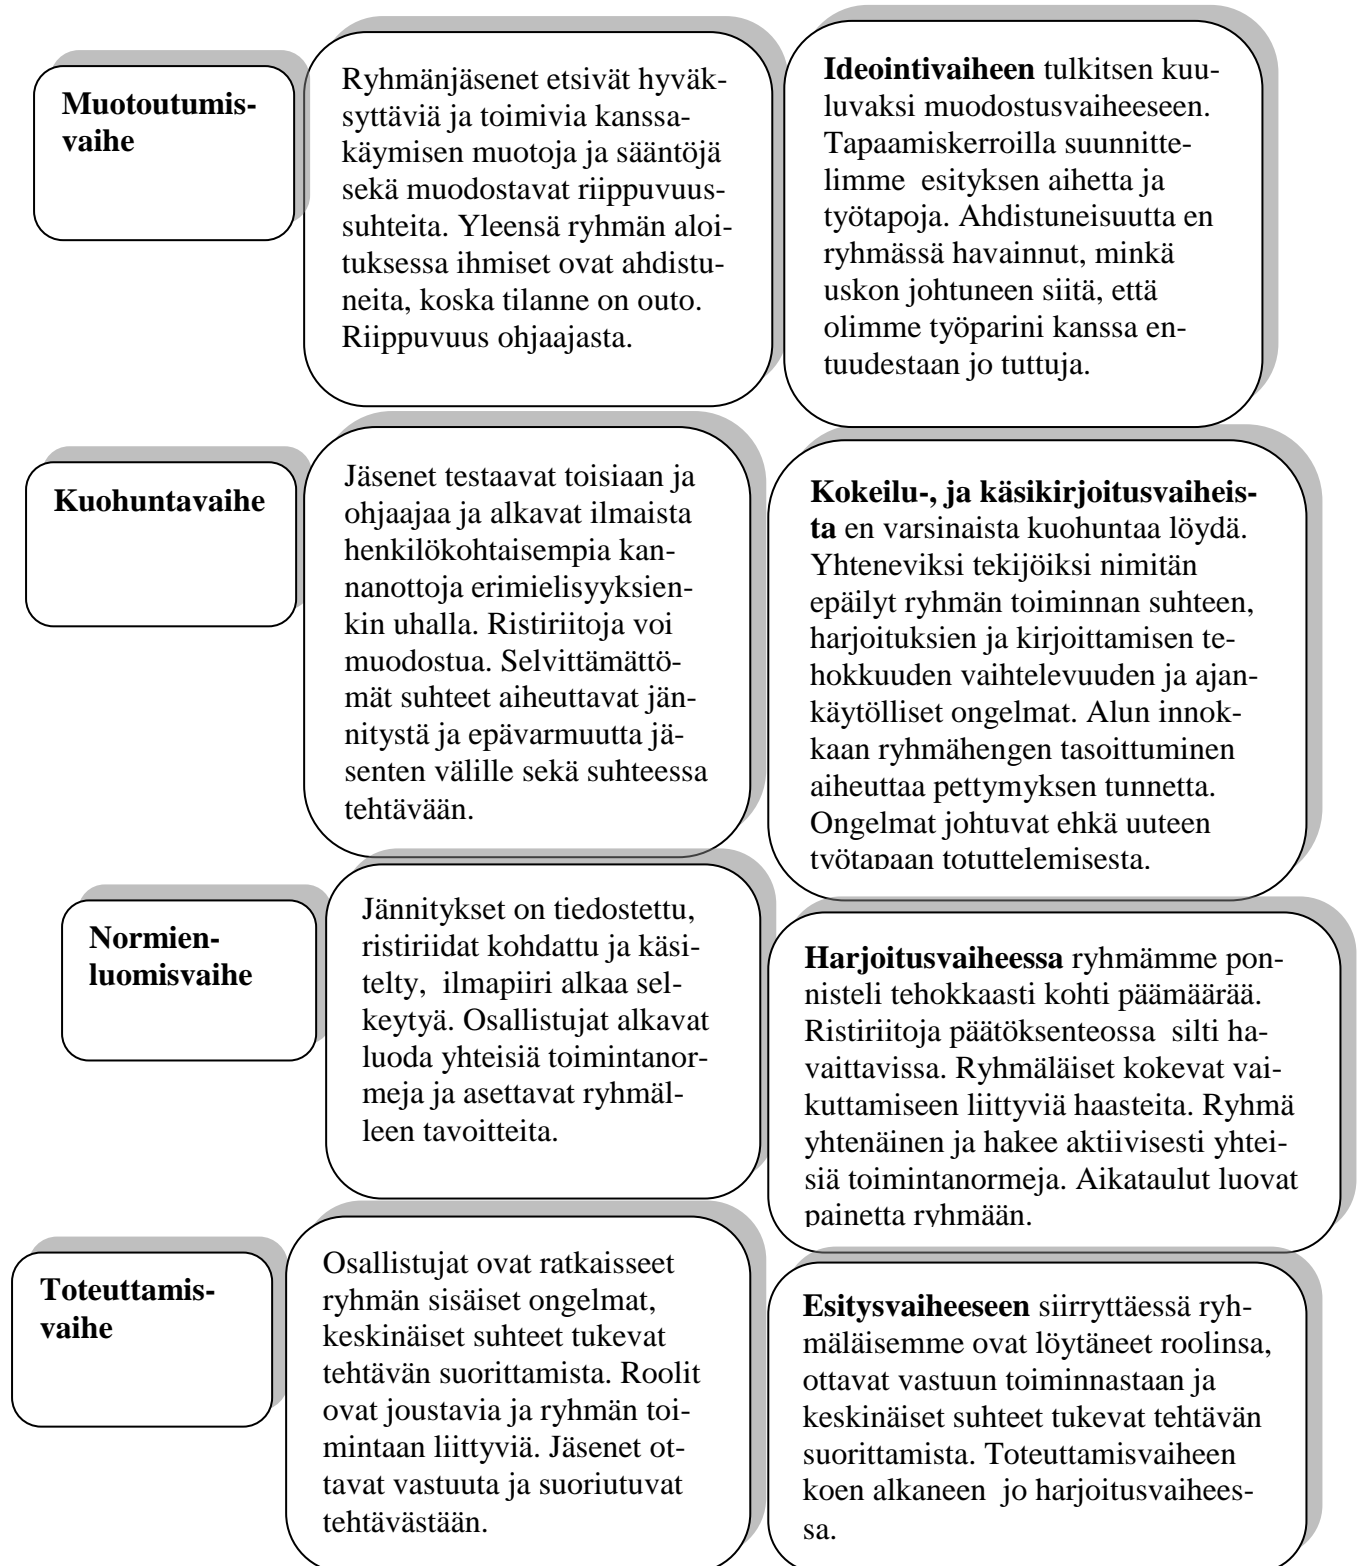 Muotoutumis-
vaihe
Ryhmänjäsenet etsivät hyväk-
syttäviä ja toimivia kanssa-
käymisen muotoja ja sääntöjä
sekä muodostavat riippuvuus-
suhteita. Yleensä ryhmän aloi-
tuksessa ihmiset ovat ahdistu-
neita, koska tilanne on outo.
Riippuvuus ohjaajasta.
Ideointivaiheen tulkitsen kuu-
luvaksi muodostusvaiheeseen.
Tapaamiskerroilla suunnitte-
limme esityksen aihetta ja
työtapoja. Ahdistuneisuutta en
ryhmässä havainnut, minkä
uskon johtuneen siitä, että
olimme työparini kanssa en-
tuudestaan jo tuttuja.
Kuohuntavaihe
Jäsenet testaavat toisiaan ja
ohjaajaa ja alkavat ilmaista
henkilökohtaisempia kan-
nanottoja erimielisyyksien-
kin uhalla. Ristiriitoja voi
muodostua. Selvittämättö-
mät suhteet aiheuttavat jän-
nitystä ja epävarmuutta jä-
senten välille sekä suhteessa
tehtävään.
Kokeilu-, ja käsikirjoitusvaiheis-
ta en varsinaista kuohuntaa löydä.
Yhteneviksi tekijöiksi nimitän
epäilyt ryhmän toiminnan suhteen,
harjoituksien ja kirjoittamisen te-
hokkuuden vaihtelevuuden ja ajan-
käytölliset ongelmat. Alun innok-
kaan ryhmähengen tasoittuminen
aiheuttaa pettymyksen tunnetta.
Ongelmat johtuvat ehkä uuteen
työtapaan totuttelemisesta.
Normien-
luomisvaihe
Jännitykset on tiedostettu,
ristiriidat kohdattu ja käsi-
telty, ilmapiiri alkaa sel-
keytyä. Osallistujat alkavat
luoda yhteisiä toimintanor-
meja ja asettavat ryhmäl-
leen tavoitteita.
Harjoitusvaiheessa ryhmämme pon-
nisteli tehokkaasti kohti päämäärää.
Ristiriitoja päätöksenteossa silti ha-
vaittavissa. Ryhmäläiset kokevat vai-
kuttamiseen liittyviä haasteita. Ryhmä
yhtenäinen ja hakee aktiivisesti yhtei-
siä toimintanormeja. Aikataulut luovat
painetta ryhmään.
Toteuttamis-
vaihe
Osallistujat ovat ratkaisseet
ryhmän sisäiset ongelmat,
keskinäiset suhteet tukevat
tehtävän suorittamista. Roolit
ovat joustavia ja ryhmän toi-
mintaan liittyviä. Jäsenet ot-
tavat vastuuta ja suoriutuvat
tehtävästään.
Esitysvaiheeseen siirryttäessä ryh-
mäläisemme ovat löytäneet roolinsa,
ottavat vastuun toiminnastaan ja
keskinäiset suhteet tukevat tehtävän
suorittamista. Toteuttamisvaiheen
koen alkaneen jo harjoitusvaihees-
sa.